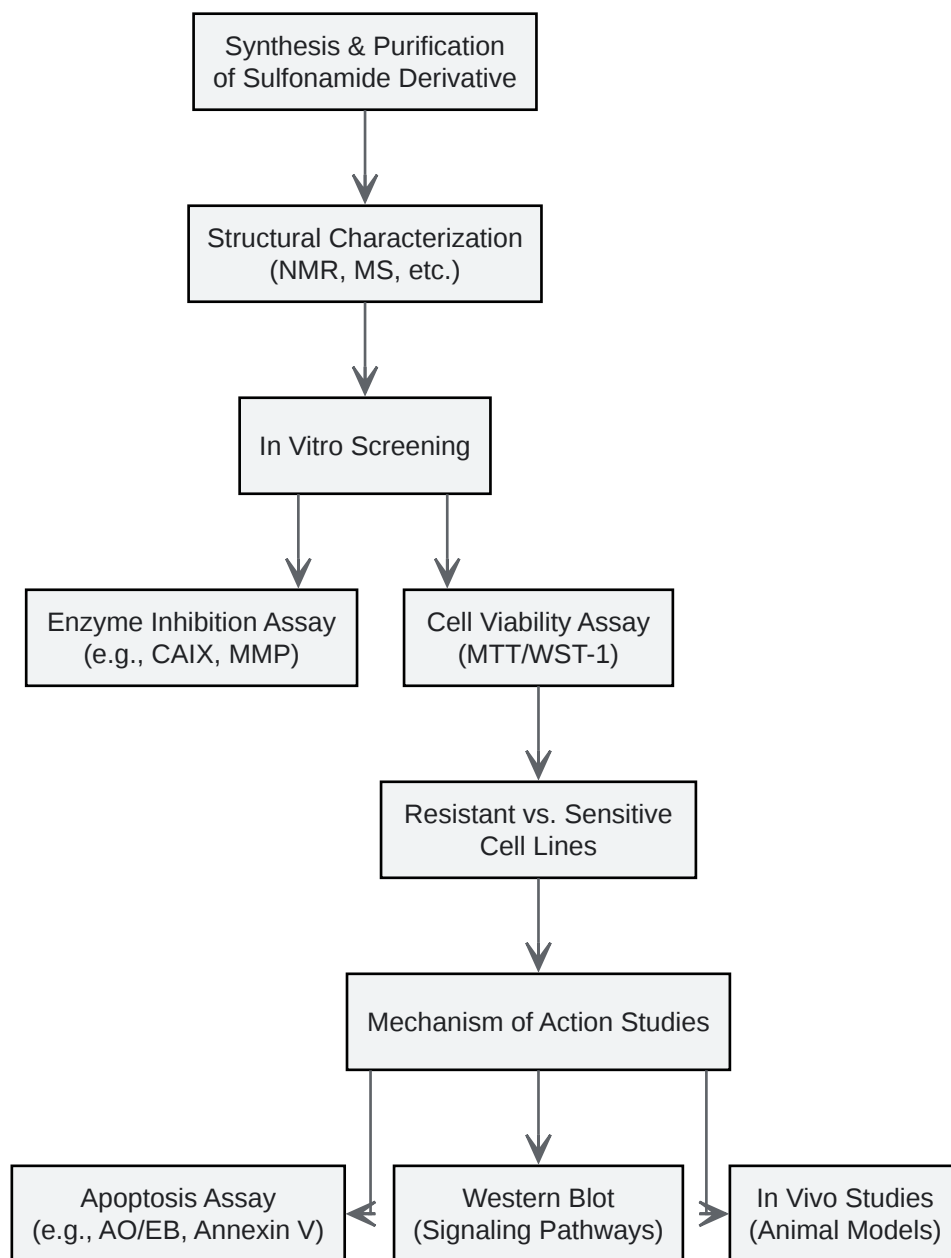 Synthesis & Purification
of Sulfonamide Derivative
Structural Characterization
(NMR, MS, etc.)
In Vitro Screening
Enzyme Inhibition Assay
(e.g., CAIX, MMP)
Cell Viability Assay
(MTT/WST-1)
Resistant vs. Sensitive
Cell Lines
Mechanism of Action Studies
Apoptosis Assay
(e.g., AO/EB, Annexin V)
Western Blot
(Signaling Pathways)
In Vivo Studies
(Animal Models)